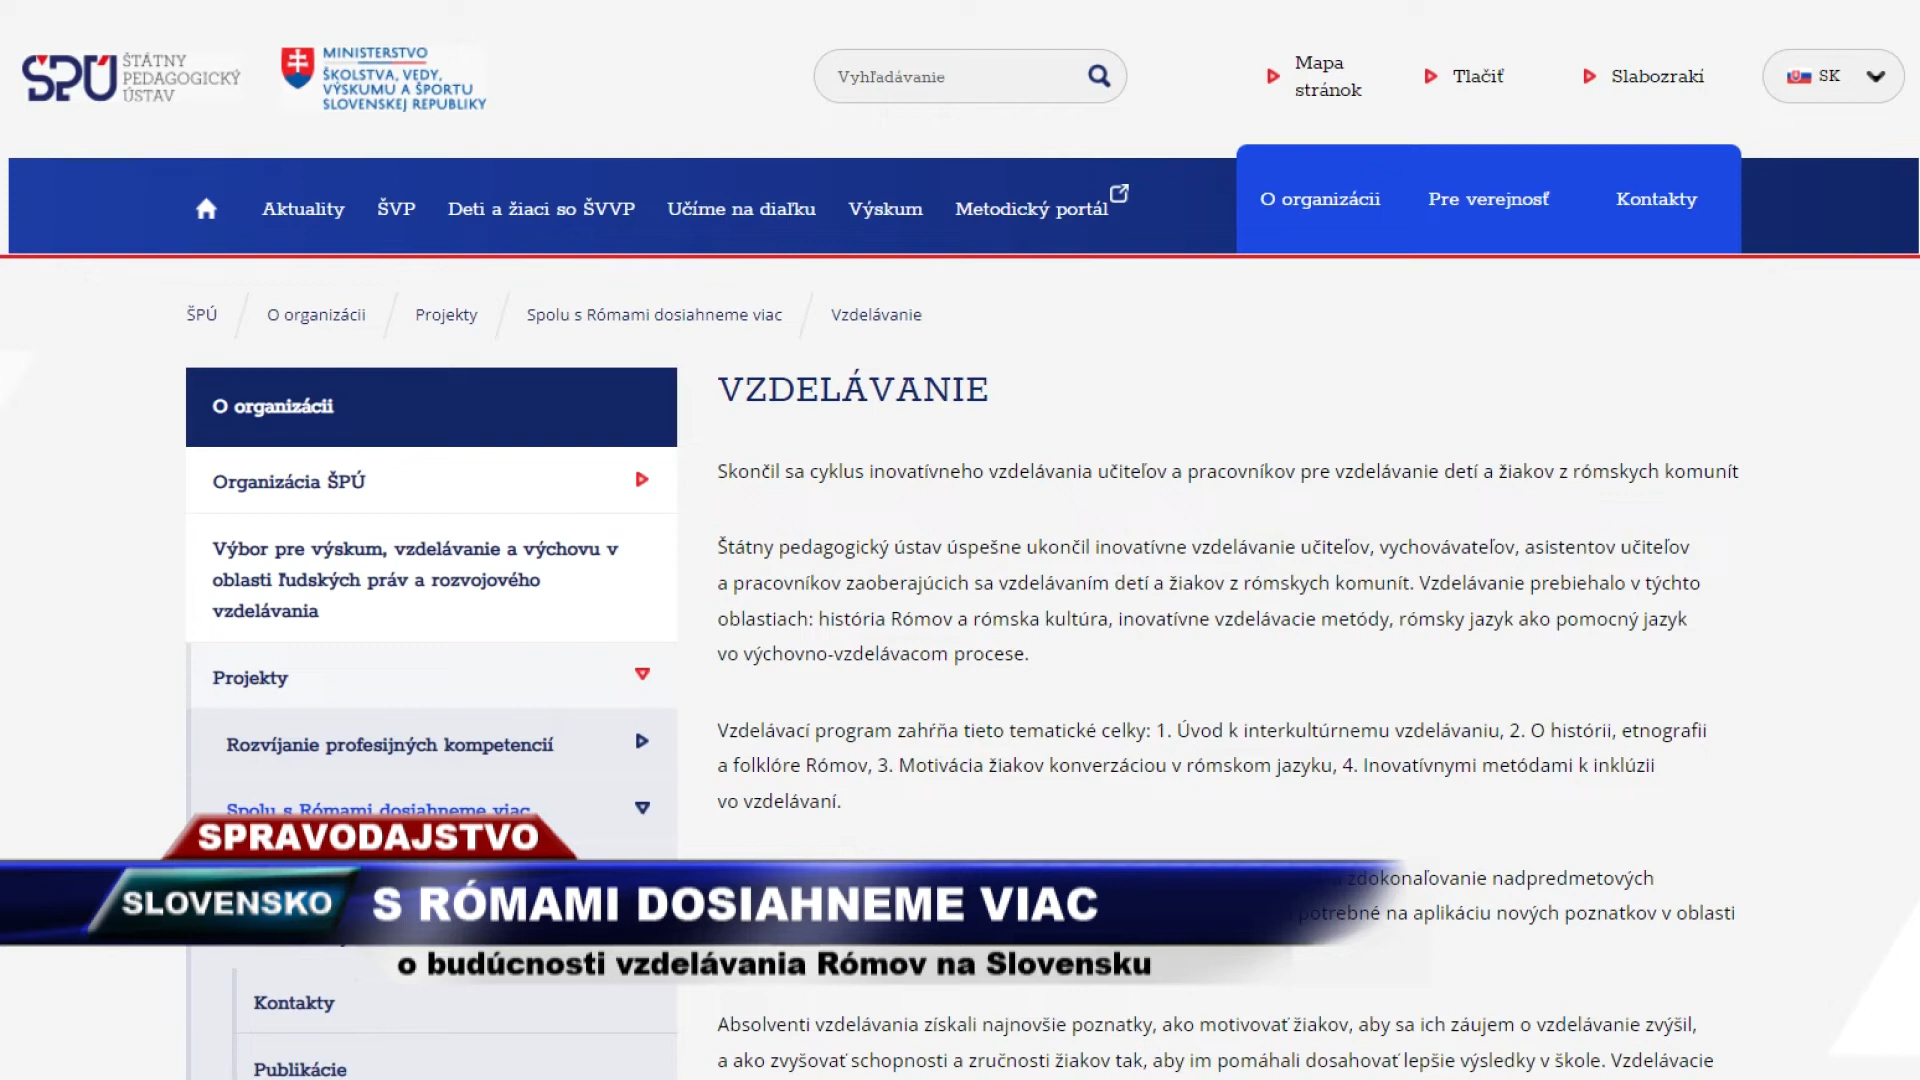 ŠPÚ ŠTÁTNY
PEDAGOGICKÝ
ÚSTAV
MINISTERSTVO
ŠKOLSTVA, VEDY,
VÝSKUMU A ŠPORTU
SLOVENSKEJ REPUBLIKY
Vyhľadávanie
Mapa
stránok
Tlačiť
Slabozrakí
SK
Aktuality
ŠVP
Deti a žiaci so ŠVVP
Učíme na diaľku
Výskum
Metodický portál
O organizácii
Pre verejnosť
Kontakty
ŠPÚ
O organizácii
Projekty
Spolu s Rómami dosiahneme viac
Vzdelávanie
O organizácii
Organizácia ŠPÚ
Výbor pre výskum, vzdelávanie a výchovu v
oblasti ľudských práv a rozvojového
vzdelávania
Projekty
Rozvíjanie profesijných kompetencií
Spolu s Rómami dosiahneme viac
Kontakty
Publikácie
VZDELÁVANIE
Skončil sa cyklus inovatívneho vzdelávania učiteľov a pracovníkov pre vzdelávanie detí a žiakov z rómskych komunít
Štátny pedagogický ústav úspešne ukončil inovatívne vzdelávanie učiteľov, vychovávateľov, asistentov učiteľov
a pracovníkov zaoberajúcich sa vzdelávaním detí a žiakov z rómskych komunít. Vzdelávanie prebiehalo v týchto
oblastiach: história Rómov a rómska kultúra, inovatívne vzdelávacie metódy, rómsky jazyk ako pomocný jazyk
vo výchovno-vzdelávacom procese.
Vzdelávací program zahŕňa tieto tematické celky: 1. Úvod k interkultúrnemu vzdelávaniu, 2. O histórii, etnografii
a folklóre Rómov, 3. Motivácia žiakov konverzáciou v rómskom jazyku, 4. Inovatívnymi metódami k inklúzii
vo vzdelávaní.
zdokonaľovanie nadpredmetových
potrebné na aplikáciu nových poznatkov v oblasti
Absolventi vzdelávania získali najnovšie poznatky, ako motivovať žiakov, aby sa ich záujem o vzdelávanie zvýšil,
a ako zvyšovať schopnosti a zručnosti žiakov tak, aby im pomáhali dosahovať lepšie výsledky v škole. Vzdelávacie
SPRAVODAJSTVO
SLOVENSKO
S RÓMAMI DOSIAHNEME VIAC
o budúcnosti vzdelávania Rómov na Slovensku